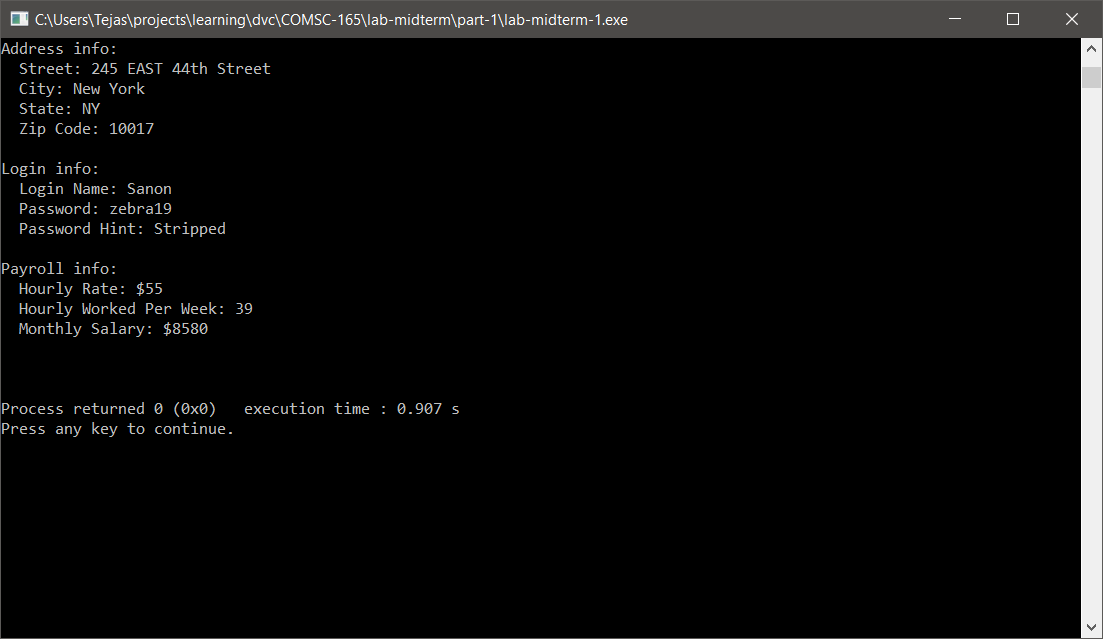 C:\Users\Tejas\projects\learning\dvc\COMSC-165\lab-midterm\part-1\lab-midterm-1.exe
Address info:
  Street: 245 EAST 44th Street
  City: New York
  State: NY
  Zip Code: 10017

Login info:
  Login Name: Sanon
  Password: zebra19
  Password Hint: Stripped

Payroll info:
  Hourly Rate: $55
  Hourly Worked Per Week: 39
  Monthly Salary: $8580

Process returned 0 (0x0)   execution time : 0.907 s
Press any key to continue.